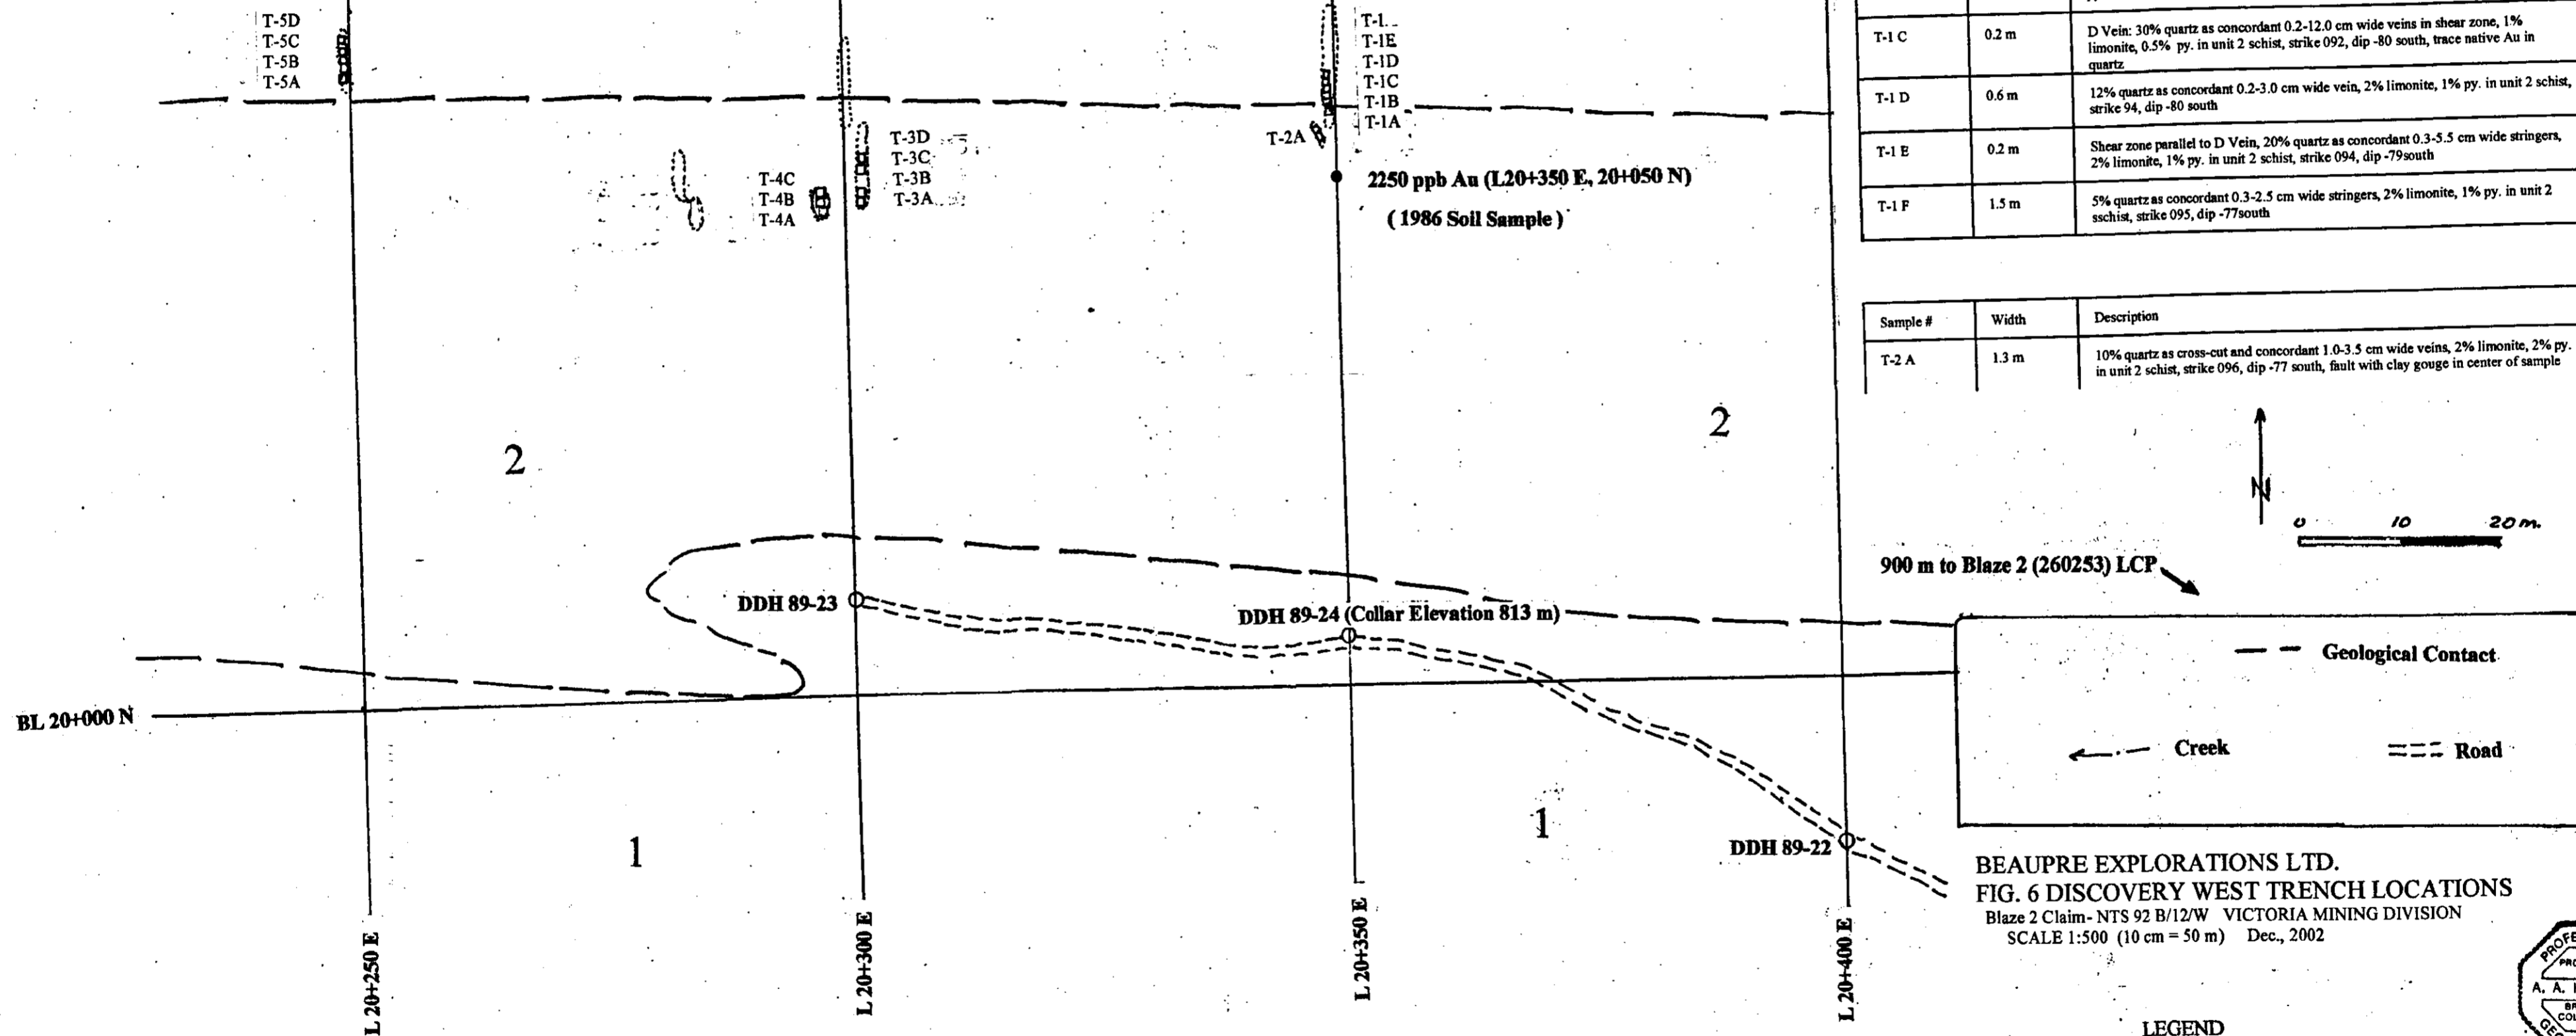 T-5D
T-5C
T-5B
T-5A
T-1
T-1E
T-1D
T-1C
T-1B
T-1A
T-2A
T-3D
T-3C
T-3B
T-3A
T-4C
T-4B
T-4A
2250 ppb Au (L20+350 E, 20+050 N)
( 1986 Soil Sample )
2
2
DDH 89-23
DDH 89-24 (Collar Elevation 813 m)
BL 20+000 N
1
1
DDH 89-22
L 20+250 E
L 20+300 E
L 20+350 E
L 20+400 E
T-1 C 0.2 m D Vein: 30% quartz as concordant 0.2-12.0 cm wide veins in shear zone, 1%
limonite, 0.5% py. in unit 2 schist, strike 092, dip -80 south, trace native Au in
quartz
T-1 D 0.6 m 12% quartz as concordant 0.2-3.0 cm wide vein, 2% limonite, 1% py. in unit 2 schist,
strike 94, dip -80 south
T-1 E 0.2 m Shear zone parallel to D Vein, 20% quartz as concordant 0.3-5.5 cm wide stringers,
2% limonite, 1% py. in unit 2 schist, strike 094, dip -79south
T-1 F 1.5 m 5% quartz as concordant 0.3-2.5 cm wide stringers, 2% limonite, 1% py. in unit 2
sschist, strike 095, dip -77south
Sample # Width Description
T-2 A 1.3 m 10% quartz as cross-cut and concordant 1.0-3.5 cm wide veins, 2% limonite, 2% py.
in unit 2 schist, strike 096, dip -77 south, fault with clay gouge in center of sample
N
0 10 20 m.
900 m to Blaze 2 (260253) LCP
Geological Contact
Creek
Road
BEAUPRE EXPLORATIONS LTD.
FIG. 6 DISCOVERY WEST TRENCH LOCATIONS
Blaze 2 Claim- NTS 92 B/12/W VICTORIA MINING DIVISION
SCALE 1:500 (10 cm = 50 m) Dec., 2002
LEGEND
A. A.